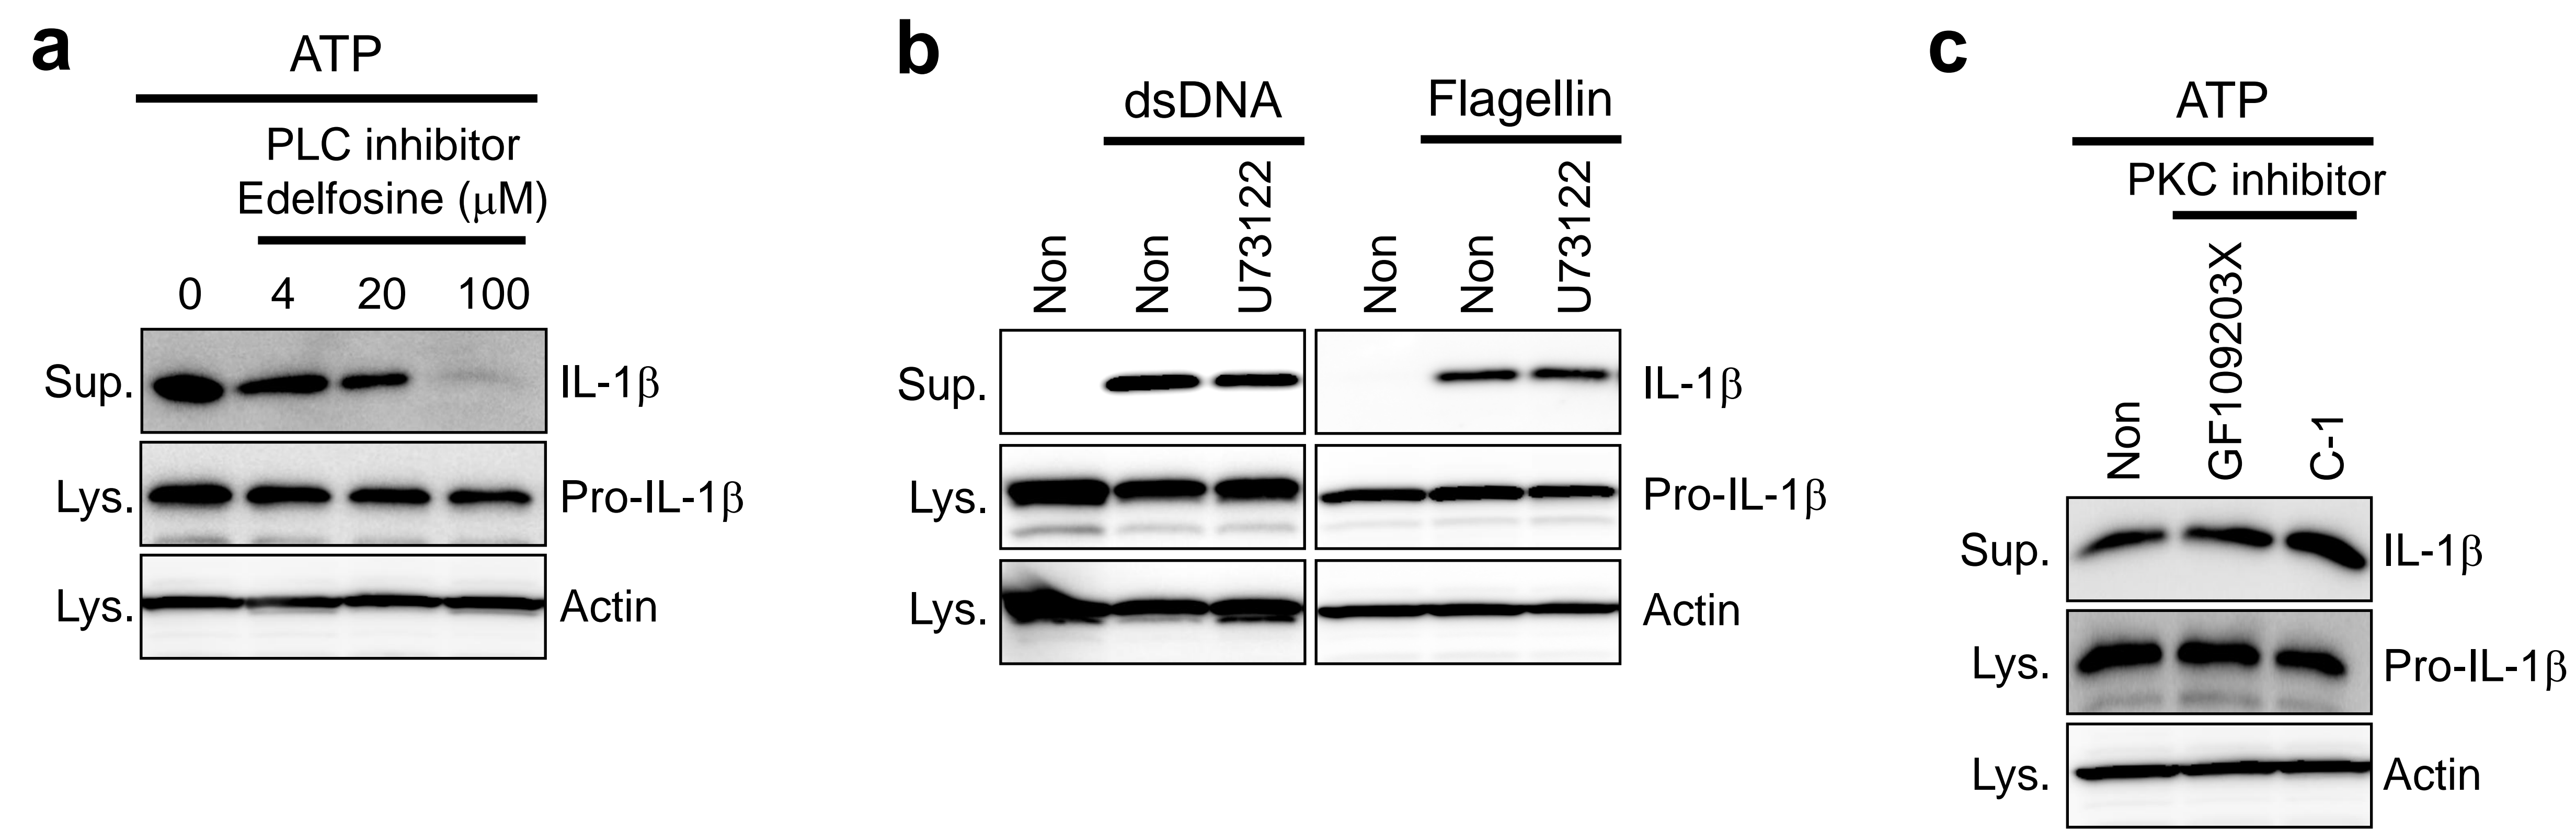 a
ATP
PLC inhibitor
Edelfosine (μM)
0 4 20 100
Sup. IL-1β
Lys. Pro-IL-1β
Lys. Actin
b
dsDNA Flagellin
Non Non U73122 Non Non U73122
Sup. IL-1β
Lys. Pro-IL-1β
Lys. Actin
c
ATP
PKC inhibitor
Non GF109203X C-1
Sup. IL-1β
Lys. Pro-IL-1β
Lys. Actin